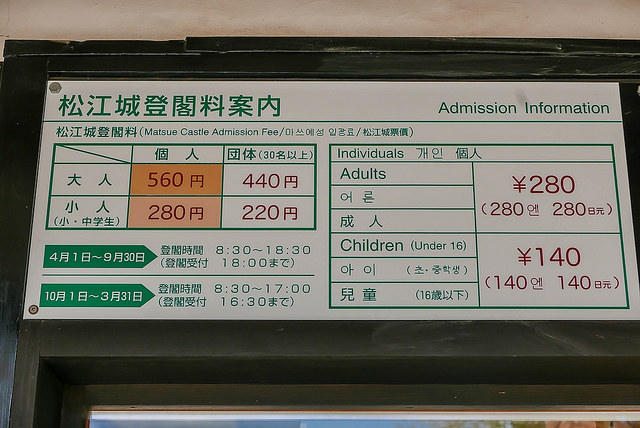 松江城登閣料案内
Admission Information
松江城登閣料(Matsue Castle Admission Fee/마쓰에성 입장료/松江城票價)
個人 団体(30名以上)
大人 560円 440円
小人(小・中学生) 280円 220円
4月1日～9月30日 登閣時間 8:30～18:30
(登閣受付 18:00まで)
10月1日～3月31日 登閣時間 8:30～17:00
(登閣受付 16:30まで)
Individuals 개인 個人
Adults
어른
成人
¥280
(280엔 280日元)
Children (Under 16)
아이 (초·중학생)
兒童 (16歲以下)
¥140
(140엔 140日元)